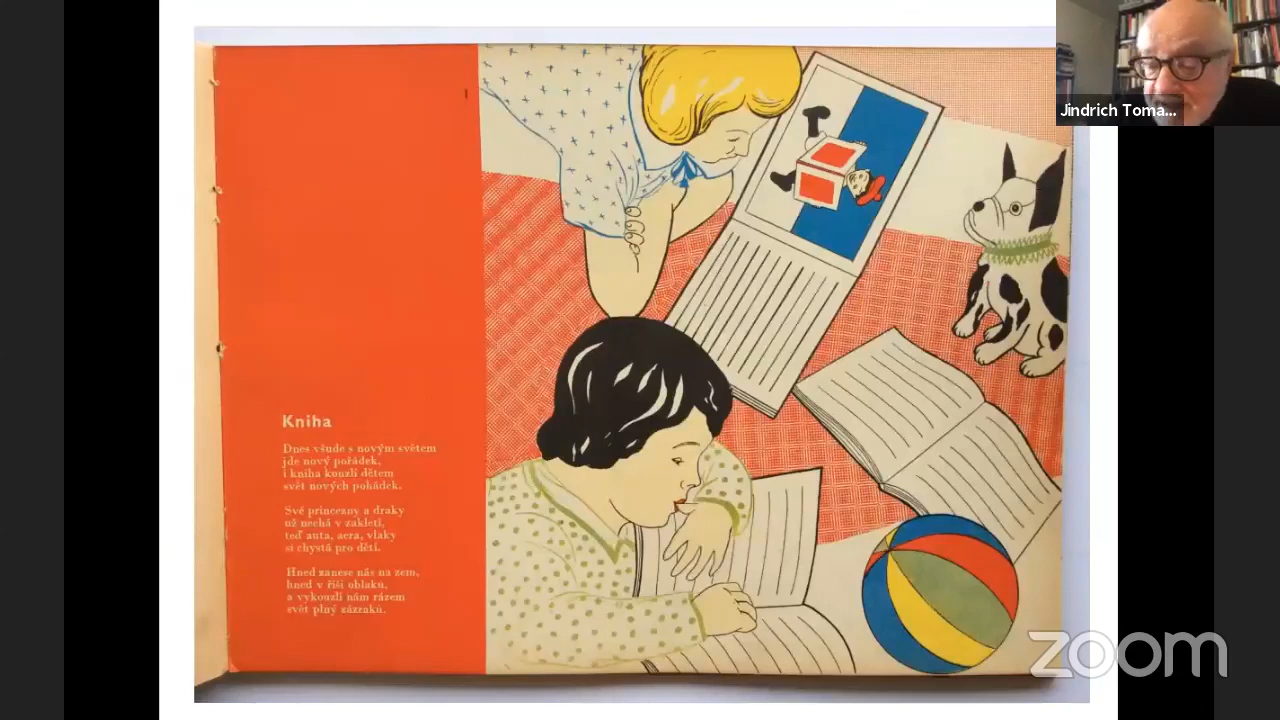 Jindrich Toma...
Kniha
Dnes všude s novým světem
jde nový pořádek,
i kniha kouzlí dětem
svět nových pohádek.
Své princezny a draky
už nechá v zakletí,
teď auta, aera, vlaky
si chystá pro děti.
Hned zanese nás na zem,
hned v říši oblaků,
a vykouzlí nám rázem
svět plný zázraků.
zoom